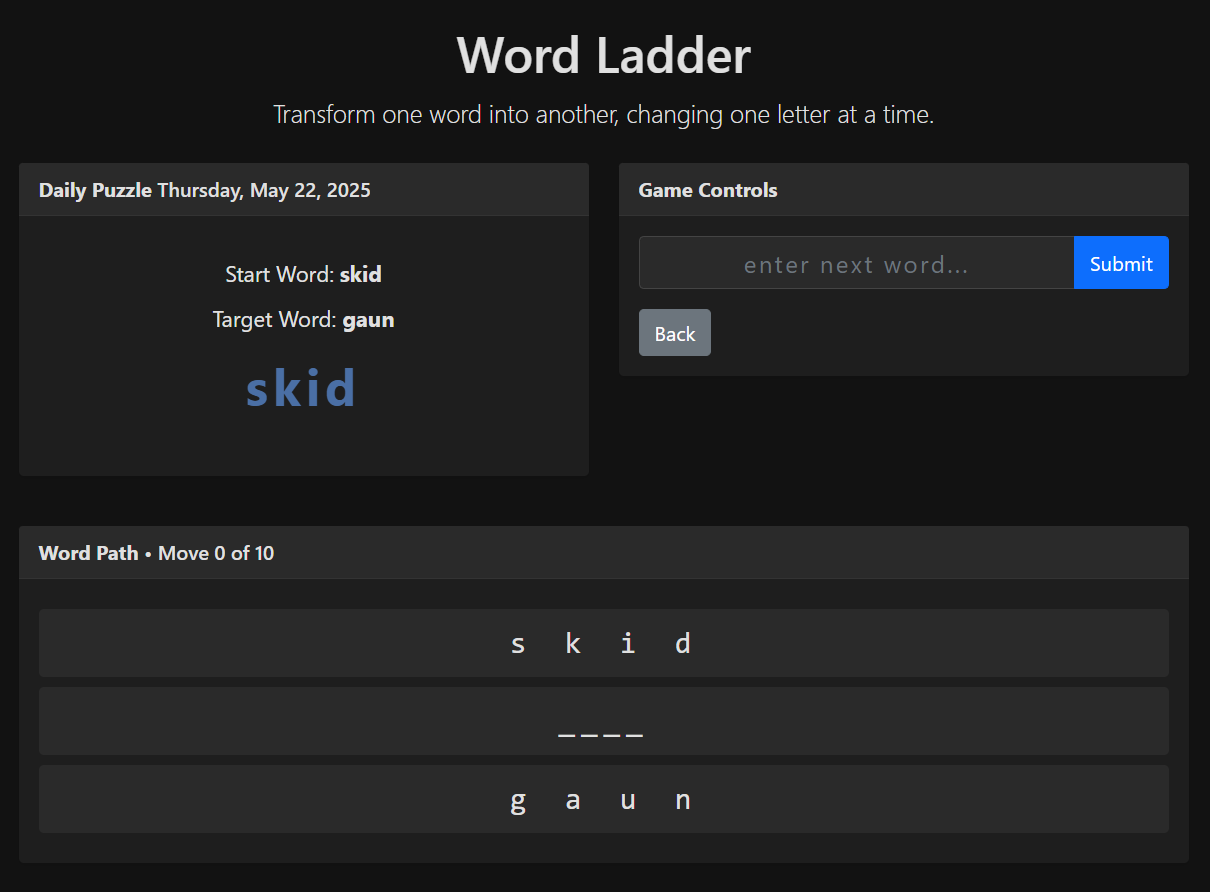 Word Ladder
Transform one word into another, changing one letter at a time.
Daily Puzzle Thursday, May 22, 2025
Start Word: skid
Target Word: gaun
skid
Game Controls
enter next word...
Submit
Back
Word Path • Move 0 of 10
s k i d
_ _ _ _
g a u n